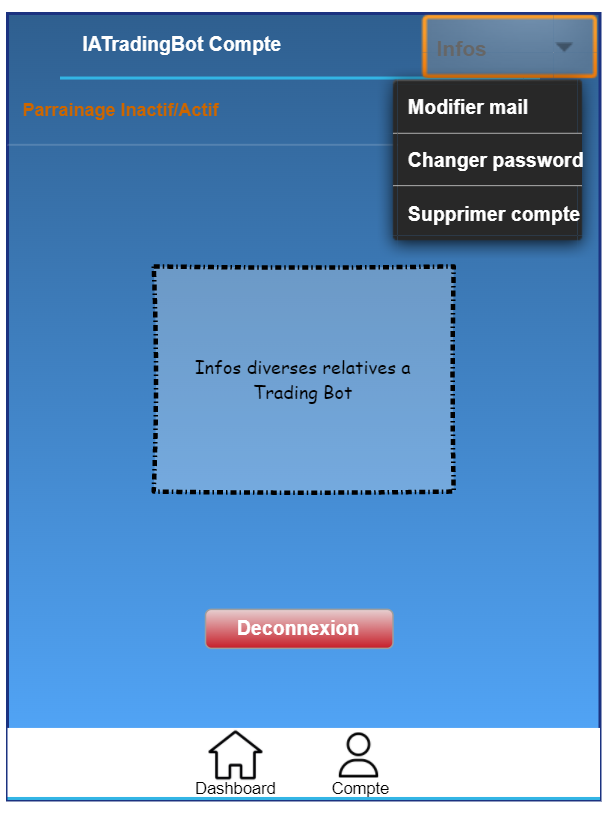 IATradingBot Compte
Infos
Parrainage Inactif/Actif
Modifier mail
Changer password
Supprimer compte
Infos diverses relatives a
Trading Bot
Deconnexion
Dashboard
Compte